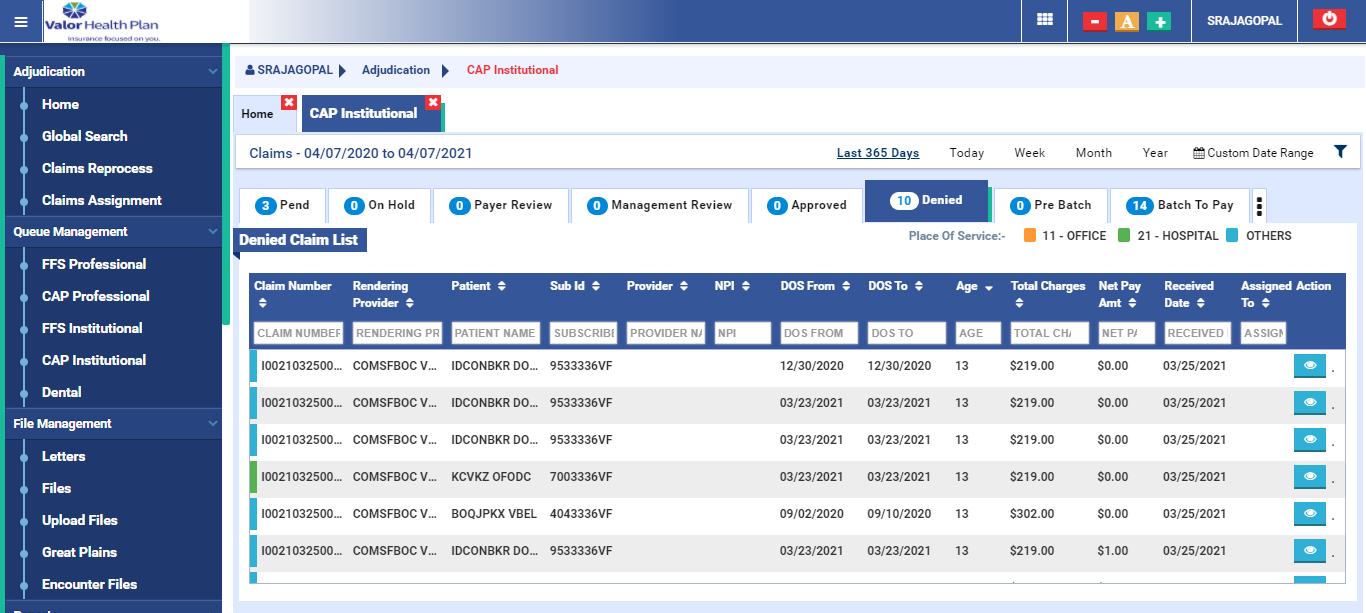 Valor Health Plan
Insurance focused on you.
A
SRAJAGOPAL
Adjudication
Home
Global Search
Claims Reprocess
Claims Assignment
Queue Management
FFS Professional
CAP Professional
FFS Institutional
CAP Institutional
Dental
File Management
Letters
Files
Upload Files
Great Plains
Encounter Files
SRAJAGOPAL Adjudication CAP Institutional
Home CAP Institutional
Claims - 04/07/2020 to 04/07/2021 Last 365 Days Today Week Month Year Custom Date Range
3 Pend 0 On Hold 0 Payer Review 0 Management Review 0 Approved 10 Denied 0 Pre Batch 14 Batch To Pay
Denied Claim List Place Of Service:- 11 - OFFICE 21 - HOSPITAL OTHERS
Claim Number Rendering Provider Patient Sub Id Provider NPI DOS From DOS To Age Total Charges Net Pay Amt Received Date Assigned To Action
CLAIM NUMBER RENDERING PR PATIENT NAME SUBSCRIBE PROVIDER NA NPI DOS FROM DOS TO AGE TOTAL CHA NET PA RECEIVED ASSIGN
I0021032500... COMSFBOC V... IDCONBKR DO... 9533336VF 12/30/2020 12/30/2020 13 $219.00 $0.00 03/25/2021 .
I0021032500... COMSFBOC V... IDCONBKR DO... 9533336VF 03/23/2021 03/23/2021 13 $219.00 $0.00 03/25/2021 .
I0021032500... COMSFBOC V... IDCONBKR DO... 9533336VF 03/23/2021 03/23/2021 13 $219.00 $0.00 03/25/2021 .
I0021032500... COMSFBOC V... KCVKZ OFODC 7003336VF 03/23/2021 03/23/2021 13 $219.00 $0.00 03/25/2021 .
I0021032500... COMSFBOC V... BOQJPKX VBEL 4043336VF 09/02/2020 09/10/2020 13 $302.00 $0.00 03/25/2021 .
I0021032500... COMSFBOC V... IDCONBKR DO... 9533336VF 03/23/2021 03/23/2021 13 $219.00 $1.00 03/25/2021 .